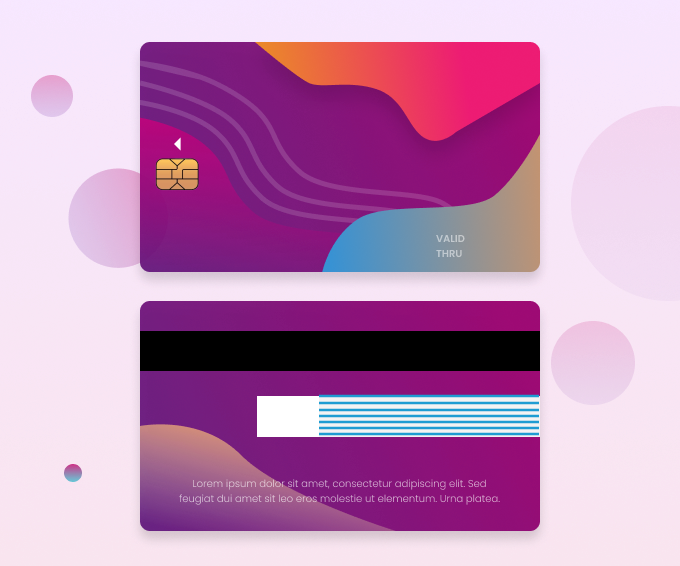 VALID
THRU
Lorem ipsum dolor sit amet, consectetur adipiscing elit. Sed
feugiat dui amet sit leo eros molestie ut elementum. Urna platea.